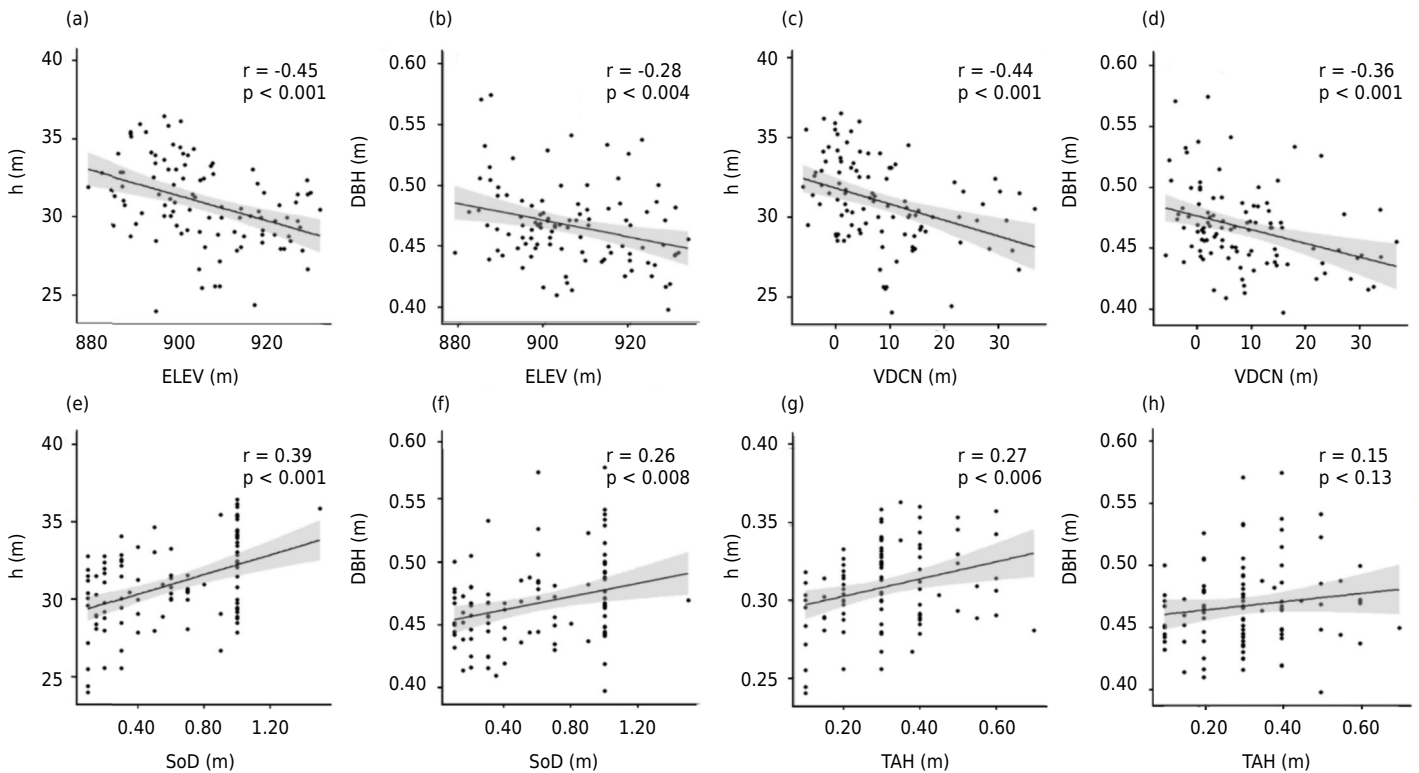 (a)
(b)
(c)
(d)
40
35
30
25
h (m)
r = -0.45
p < 0.001
880
900
920
ELEV (m)
0.60
0.55
0.50
0.45
0.40
DBH (m)
r = -0.28
p < 0.004
880
900
920
ELEV (m)
40
35
30
25
h (m)
r = -0.44
p < 0.001
0
10
20
30
VDCN (m)
0.60
0.55
0.50
0.45
0.40
DBH (m)
r = -0.36
p < 0.001
0
10
20
30
VDCN (m)
(e)
(f)
(g)
(h)
40
35
30
25
h (m)
r = 0.39
p < 0.001
0.40
0.80
1.20
SoD (m)
0.60
0.55
0.50
0.45
0.40
DBH (m)
r = 0.26
p < 0.008
0.40
0.80
1.20
SoD (m)
0.40
0.35
0.30
0.25
h (m)
r = 0.27
p < 0.006
0.20
0.40
0.60
TAH (m)
0.60
0.55
0.50
0.45
0.40
DBH (m)
r = 0.15
p < 0.13
0.20
0.40
0.60
TAH (m)